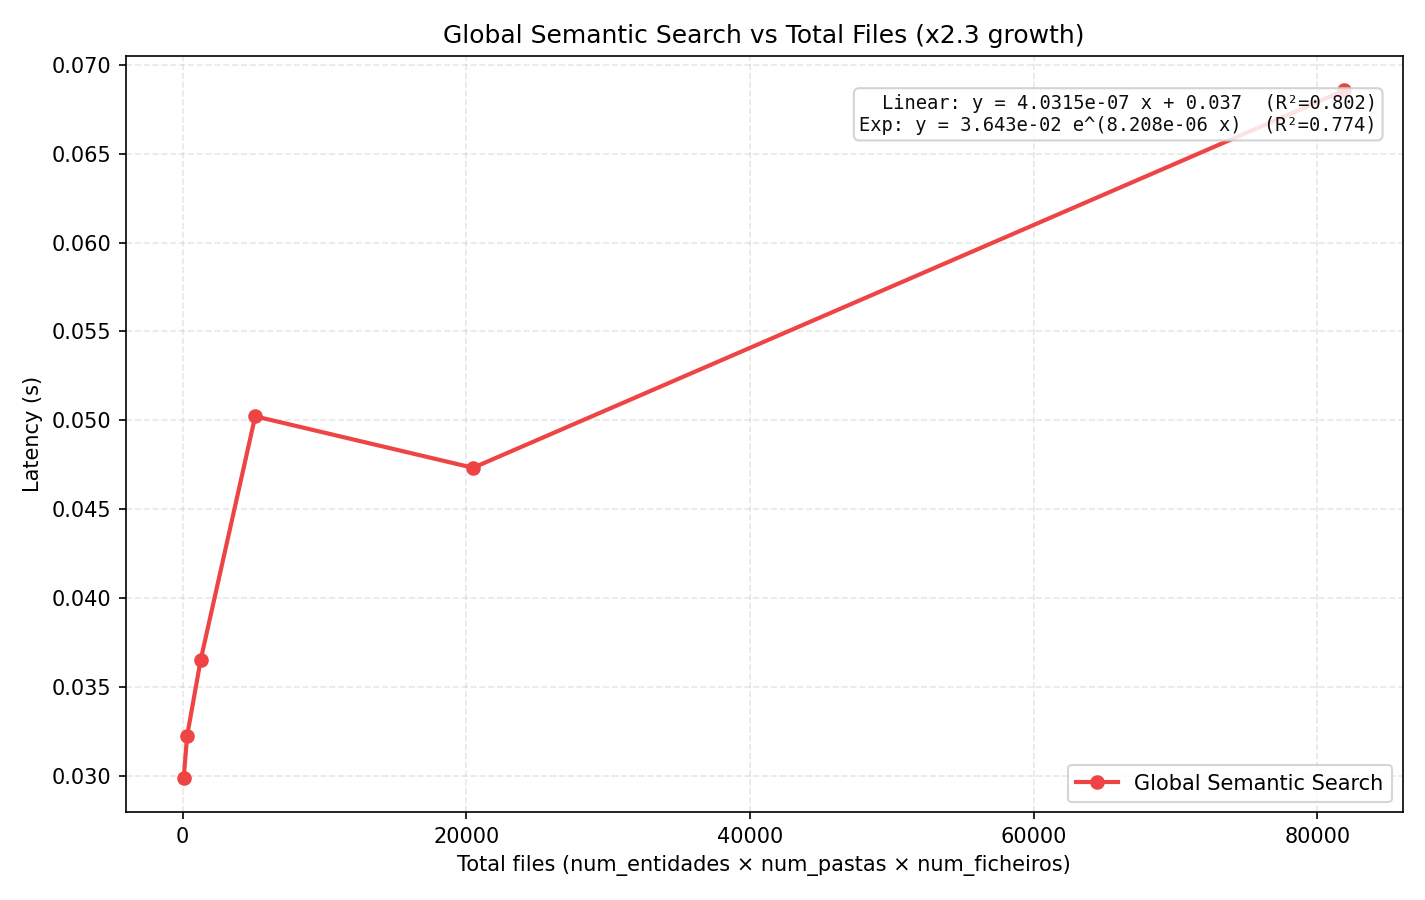 Global Semantic Search vs Total Files (x2.3 growth)
Linear: y = 4.0315e-07 x + 0.037  (R²=0.802)
Exp: y = 3.643e-02 e^(8.208e-06 x)  (R²=0.774)
0.070
0.065
0.060
0.055
0.050
0.045
0.040
0.035
0.030
Latency (s)
Global Semantic Search
0
20000
40000
60000
80000
Total files (num_entidades × num_pastas × num_ficheiros)